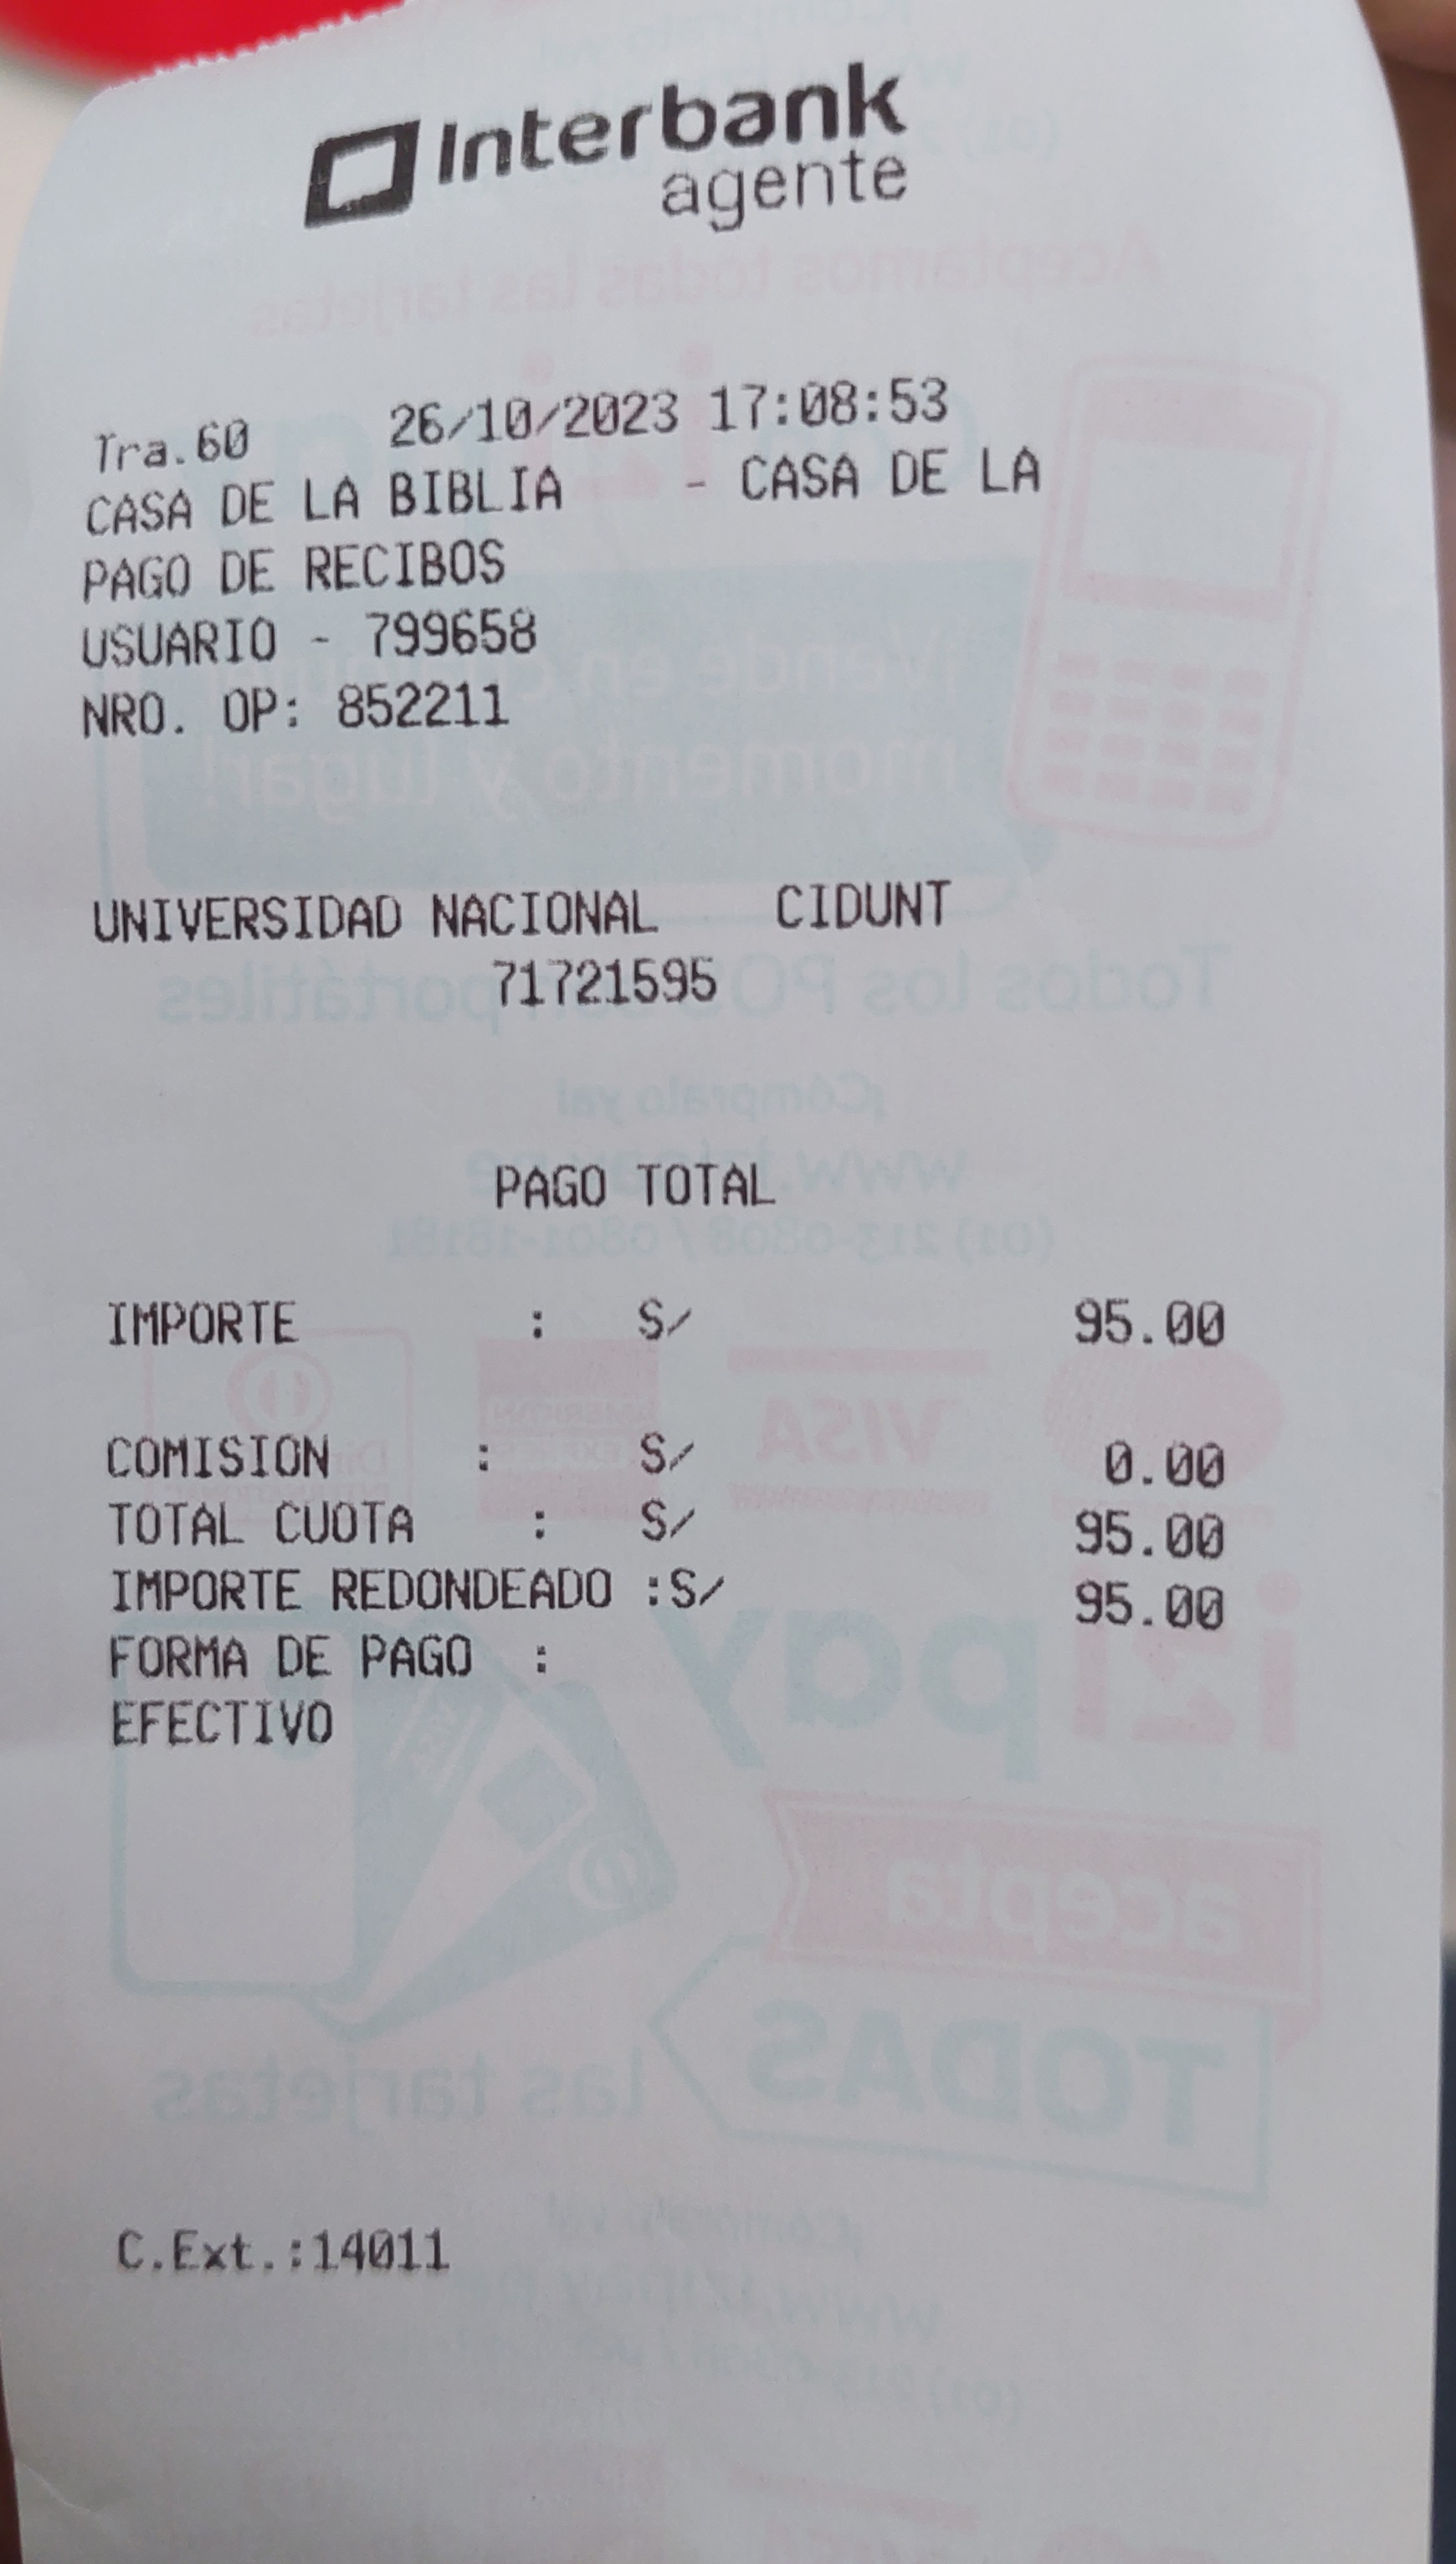 Interbank
agente
Tra.60 26/10/2023 17:08:53
CASA DE LA BIBLIA - CASA DE LA
PAGO DE RECIBOS
USUARIO - 799658
NRO. OP: 852211
UNIVERSIDAD NACIONAL CIDUNT
71721595
PAGO TOTAL
IMPORTE : S/ 95.00
COMISION : S/ 0.00
TOTAL CUOTA : S/ 95.00
IMPORTE REDONDEADO :S/ 95.00
FORMA DE PAGO :
EFECTIVO
C.Ext.:14011